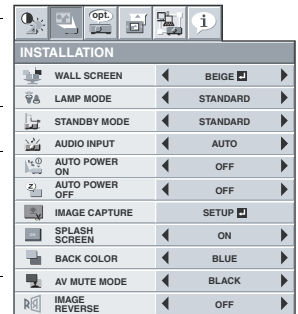 opt.
i
INSTALLATION
WALL SCREEN BEIGE
LAMP MODE STANDARD
STANDBY MODE STANDARD
AUDIO INPUT AUTO
AUTO POWER
ON OFF
AUTO POWER
OFF OFF
IMAGE CAPTURE SETUP
SPLASH
SCREEN ON
BACK COLOR BLUE
AV MUTE MODE BLACK
IMAGE
REVERSE OFF